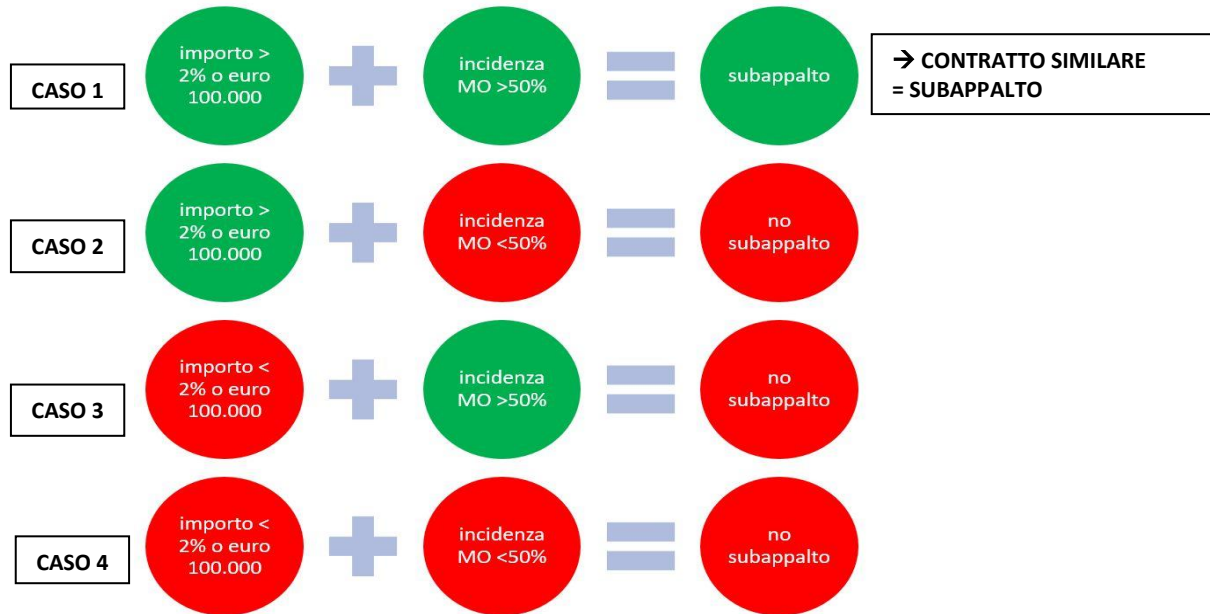 CASO 1
importo >
2% o euro
100.000
incidenza
MO >50%
subappalto
→ CONTRATTO SIMILARE
= SUBAPPALTO
CASO 2
importo >
2% o euro
100.000
incidenza
MO <50%
no
subappalto
CASO 3
importo <
2% o euro
100.000
incidenza
MO >50%
no
subappalto
CASO 4
importo <
2% o euro
100.000
incidenza
MO <50%
no
subappalto